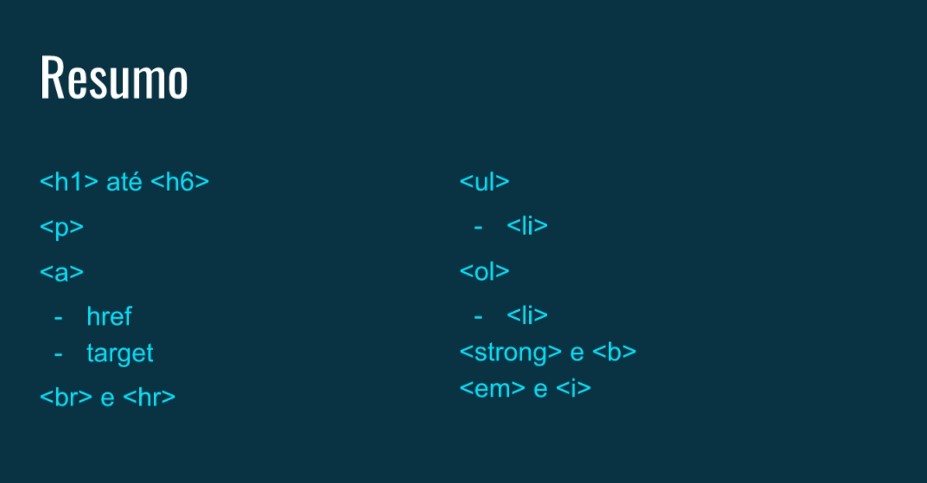 Resumo
<h1> até <h6>
<p>
<a>
- href
- target
<br> e <hr>
<ul>
- <li>
<ol>
- <li>
<strong> e <b>
<em> e <i>